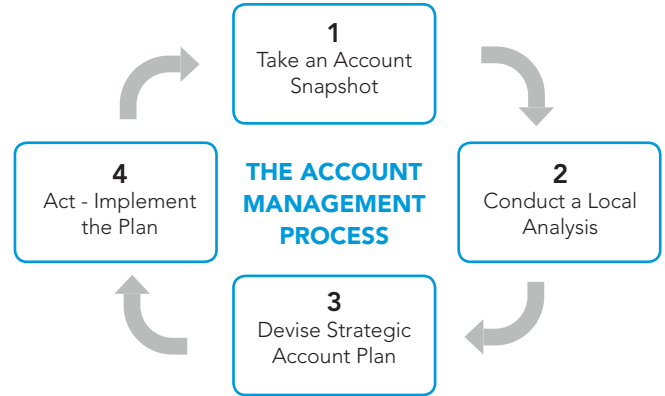 1
Take an Account
Snapshot
4
Act - Implement
the Plan
THE ACCOUNT
MANAGEMENT
PROCESS
2
Conduct a Local
Analysis
3
Devise Strategic
Account Plan